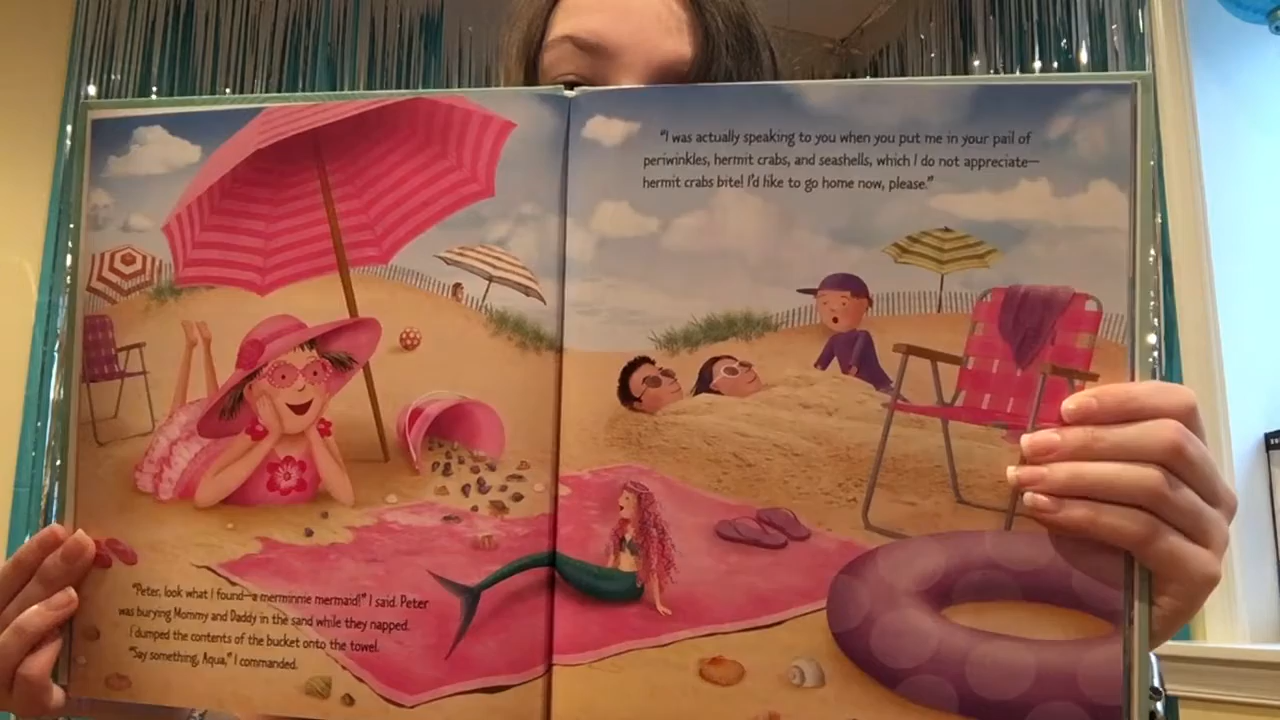 "Peter, look what I found—a merminnie mermaid!" I said. Peter
was burying Mommy and Daddy in the sand while they napped.
I dumped the contents of the bucket onto the towel.
"Say something, Aqua," I commanded.
"I was actually speaking to you when you put me in your pail of
periwinkles, hermit crabs, and seashells, which I do not appreciate—
hermit crabs bite! I'd like to go home now, please."